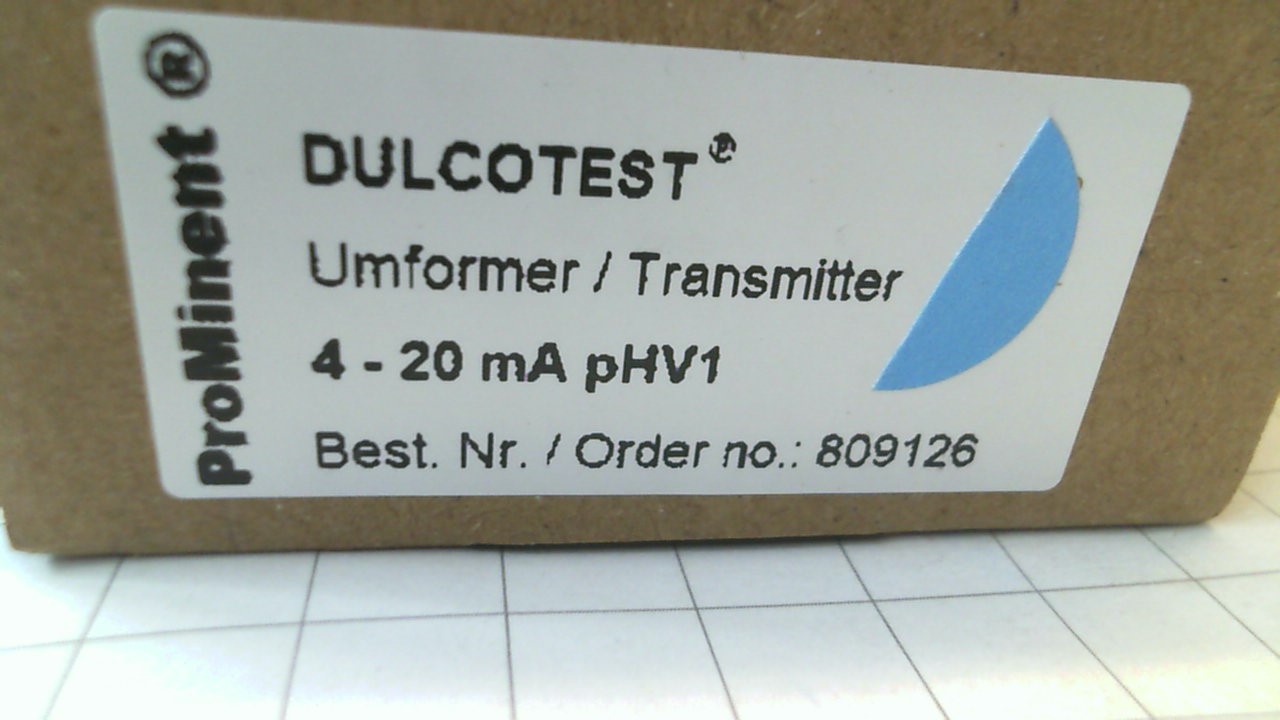 ProMinent®
DULCOTEST®
Umformer / Transmitter
4 - 20 mA pHV1
Best. Nr. / Order no.: 809126